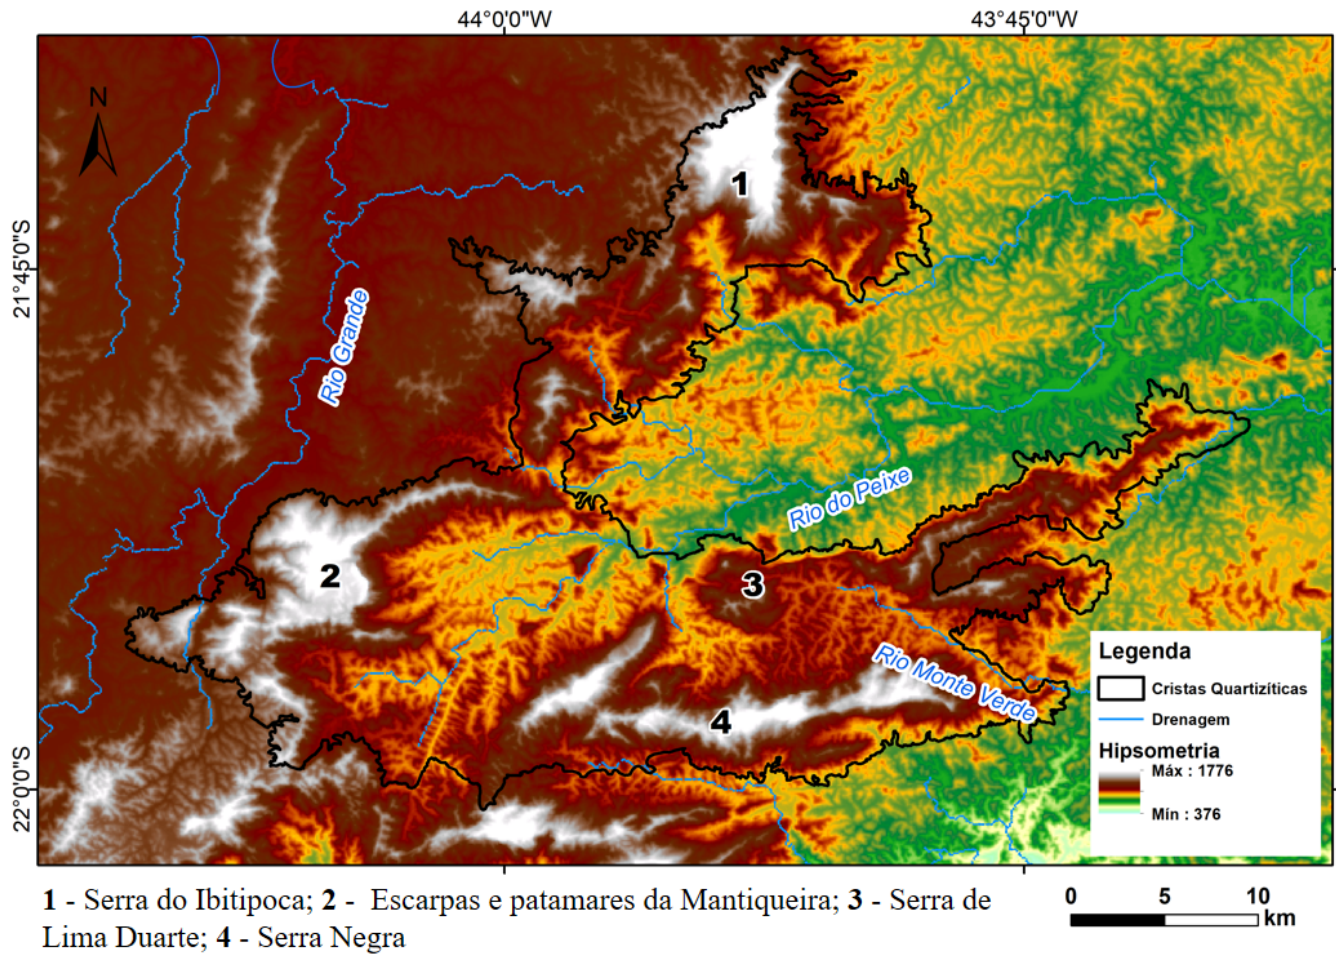 44°0'0"W
43°45'0"W
N
1
21°45'0"S
Rio Grande
Rio do Peixe
2
3
Rio Monte Verde
4
22°0'0"S
Legenda
Cristas Quartizíticas
Drenagem
Hipsometria
Máx : 1776
Mín : 376
1 - Serra do Ibitipoca; 2 - Escarpas e patamares da Mantiqueira; 3 - Serra de
Lima Duarte; 4 - Serra Negra
0 5 10
km